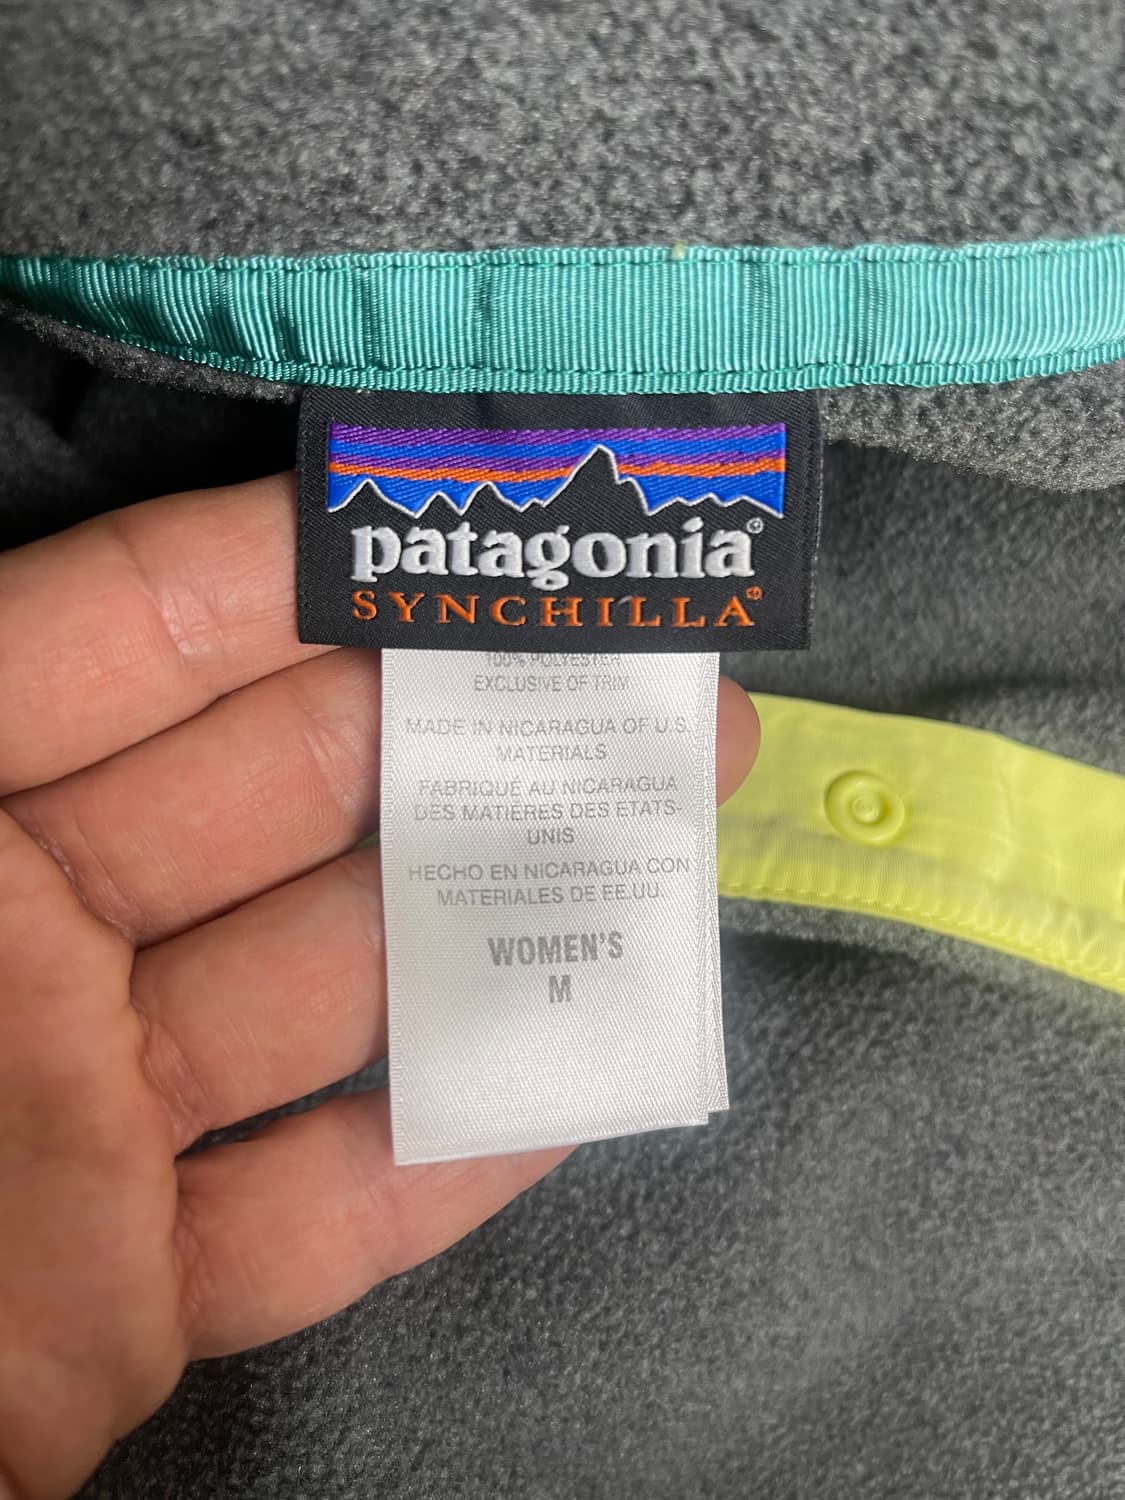 patagonia®
SYNCHILLA®
100% POLYESTER
EXCLUSIVE OF TRIM
MADE IN NICARAGUA OF U.S.
MATERIALS
FABRIQUÉ AU NICARAGUA
DES MATIÈRES DES ETATS-
UNIS
HECHO EN NICARAGUA CON
MATERIALES DE EE.UU.
WOMEN'S
M